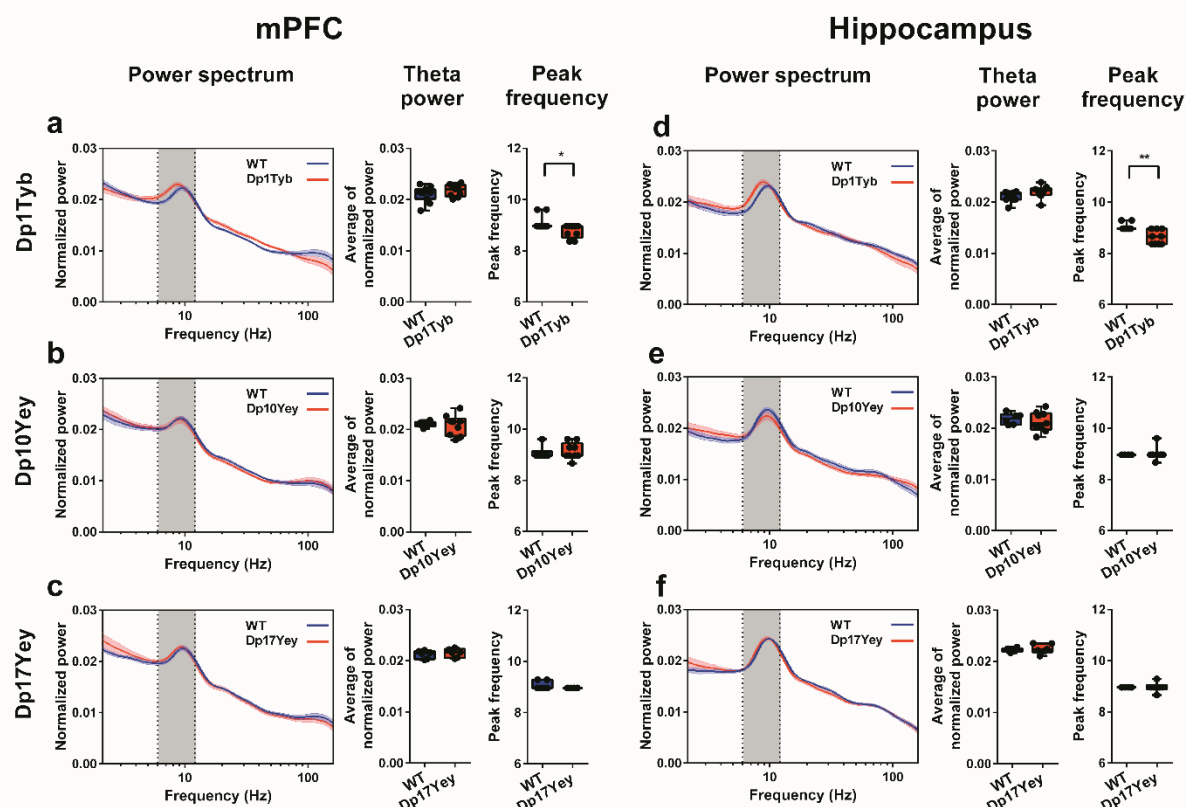 mPFC
Hippocampus
Power spectrum
Theta
power
Peak
frequency
Power spectrum
Theta
power
Peak
frequency
Dp1Tyb
a
Normalized power
0.03
0.02
0.01
0.00
WT
Dp1Tyb
10
100
Frequency (Hz)
Average of
normalized power
0.03
0.02
0.01
0.00
WT
Dp1Tyb
Peak frequency
12
10
8
6
*
WT
Dp1Tyb
d
Normalized power
0.03
0.02
0.01
0.00
WT
Dp1Tyb
10
100
Frequency (Hz)
Average of
normalized power
0.03
0.02
0.01
0.00
WT
Dp1Tyb
Peak frequency
12
10
8
6
**
WT
Dp1Tyb
Dp10Yey
b
Normalized power
0.03
0.02
0.01
0.00
WT
Dp10Yey
10
100
Frequency (Hz)
Average of
normalized power
0.03
0.02
0.01
0.00
WT
Dp10Yey
Peak frequency
12
10
8
6
WT
Dp10Yey
e
Normalized power
0.03
0.02
0.01
0.00
WT
Dp10Yey
10
100
Frequency (Hz)
Average of
normalized power
0.03
0.02
0.01
0.00
WT
Dp10Yey
Peak frequency
12
10
8
6
WT
Dp10Yey
Dp17Yey
c
Normalized power
0.03
0.02
0.01
0.00
WT
Dp17Yey
10
100
Frequency (Hz)
Average of
normalized power
0.03
0.02
0.01
0.00
WT
Dp17Yey
Peak frequency
12
10
8
6
WT
Dp17Yey
f
Normalized power
0.03
0.02
0.01
0.00
WT
Dp17Yey
10
100
Frequency (Hz)
Average of
normalized power
0.03
0.02
0.01
0.00
WT
Dp17Yey
Peak frequency
12
10
8
6
WT
Dp17Yey